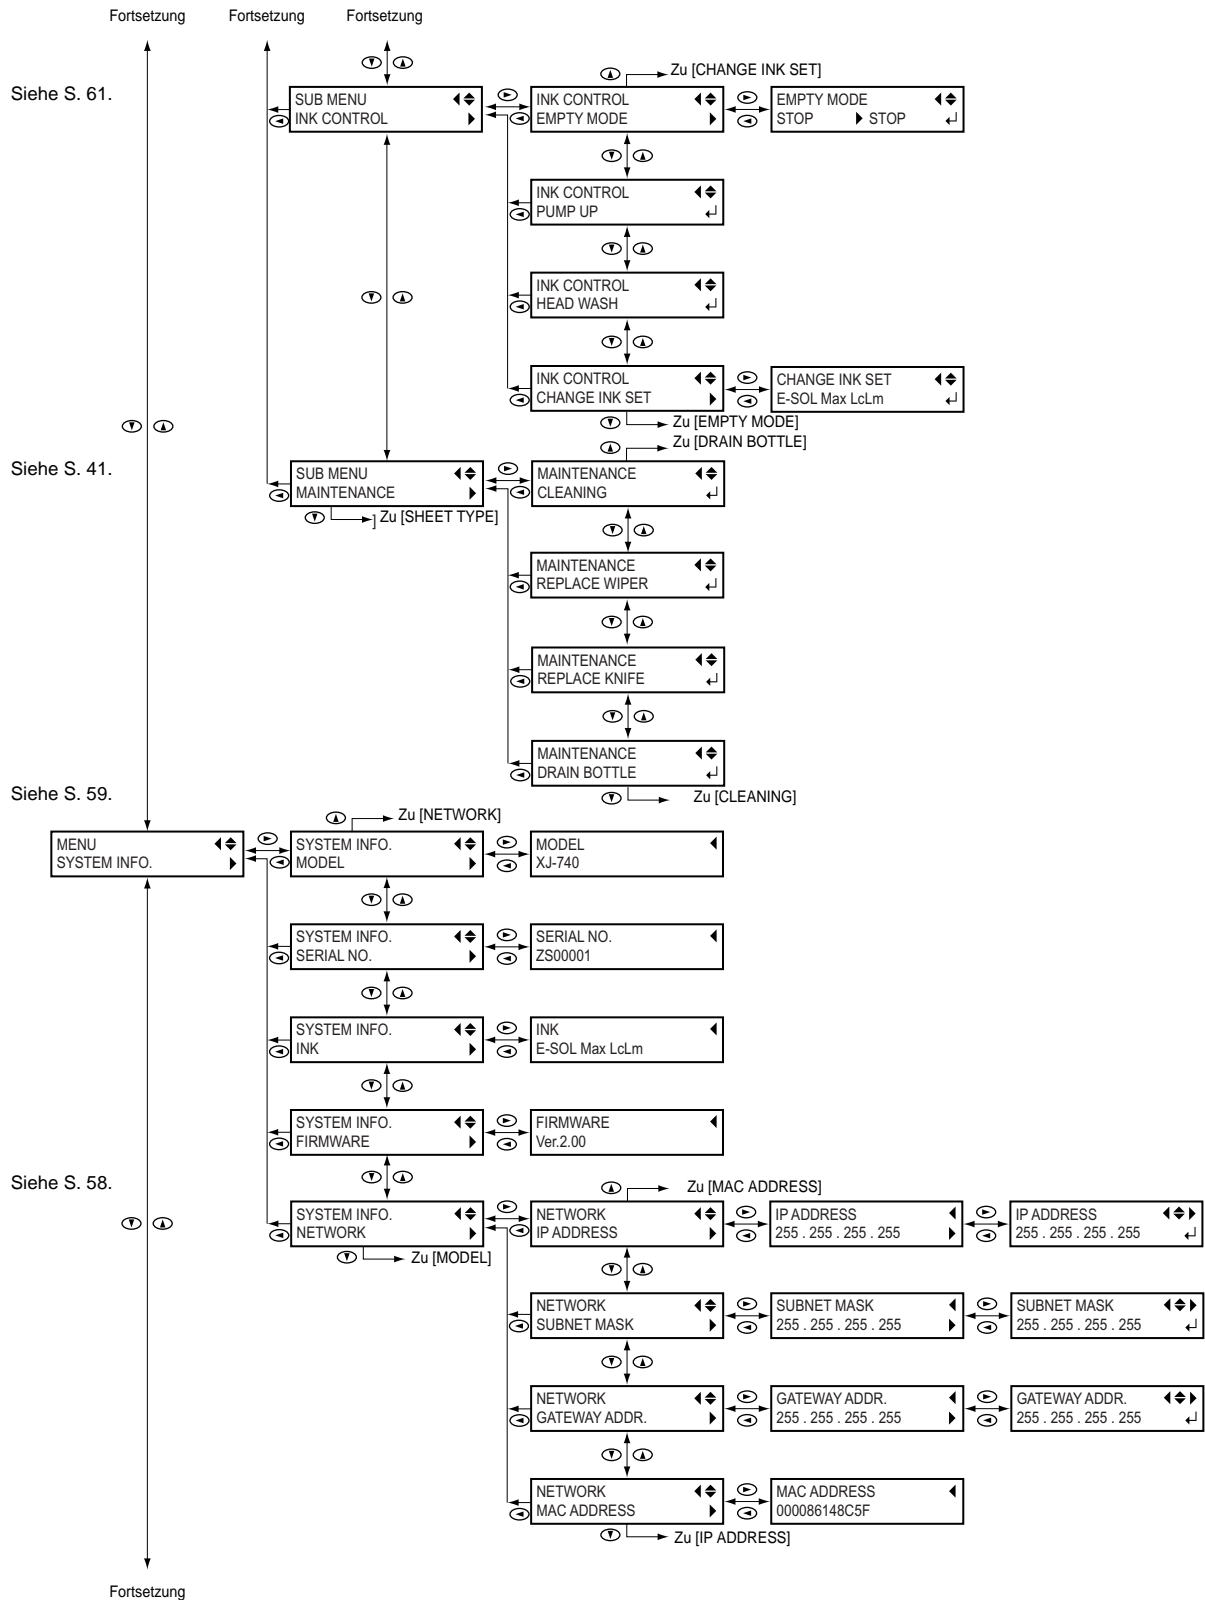 Fortsetzung Fortsetzung Fortsetzung
Zu [CHANGE INK SET]
Siehe S. 61.
SUB MENU
INK CONTROL
INK CONTROL
EMPTY MODE
EMPTY MODE
STOP STOP
INK CONTROL
PUMP UP
INK CONTROL
HEAD WASH
INK CONTROL
CHANGE INK SET
CHANGE INK SET
E-SOL Max LcLm
Zu [EMPTY MODE]
Zu [DRAIN BOTTLE]
Siehe S. 41.
SUB MENU
MAINTENANCE
MAINTENANCE
CLEANING
] Zu [SHEET TYPE]
MAINTENANCE
REPLACE WIPER
MAINTENANCE
REPLACE KNIFE
MAINTENANCE
DRAIN BOTTLE
Zu [CLEANING]
Siehe S. 59.
Zu [NETWORK]
MENU
SYSTEM INFO.
SYSTEM INFO.
MODEL
MODEL
XJ-740
SYSTEM INFO.
SERIAL NO.
SERIAL NO.
ZS00001
SYSTEM INFO.
INK
INK
E-SOL Max LcLm
SYSTEM INFO.
FIRMWARE
FIRMWARE
Ver.2.00
Siehe S. 58.
Zu [MAC ADDRESS]
SYSTEM INFO.
NETWORK
NETWORK
IP ADDRESS
IP ADDRESS
255 . 255 . 255 . 255
IP ADDRESS
255 . 255 . 255 . 255
Zu [MODEL]
NETWORK
SUBNET MASK
SUBNET MASK
255 . 255 . 255 . 255
SUBNET MASK
255 . 255 . 255 . 255
NETWORK
GATEWAY ADDR.
GATEWAY ADDR.
255 . 255 . 255 . 255
GATEWAY ADDR.
255 . 255 . 255 . 255
NETWORK
MAC ADDRESS
MAC ADDRESS
000086148C5F
Zu [IP ADDRESS]
Fortsetzung